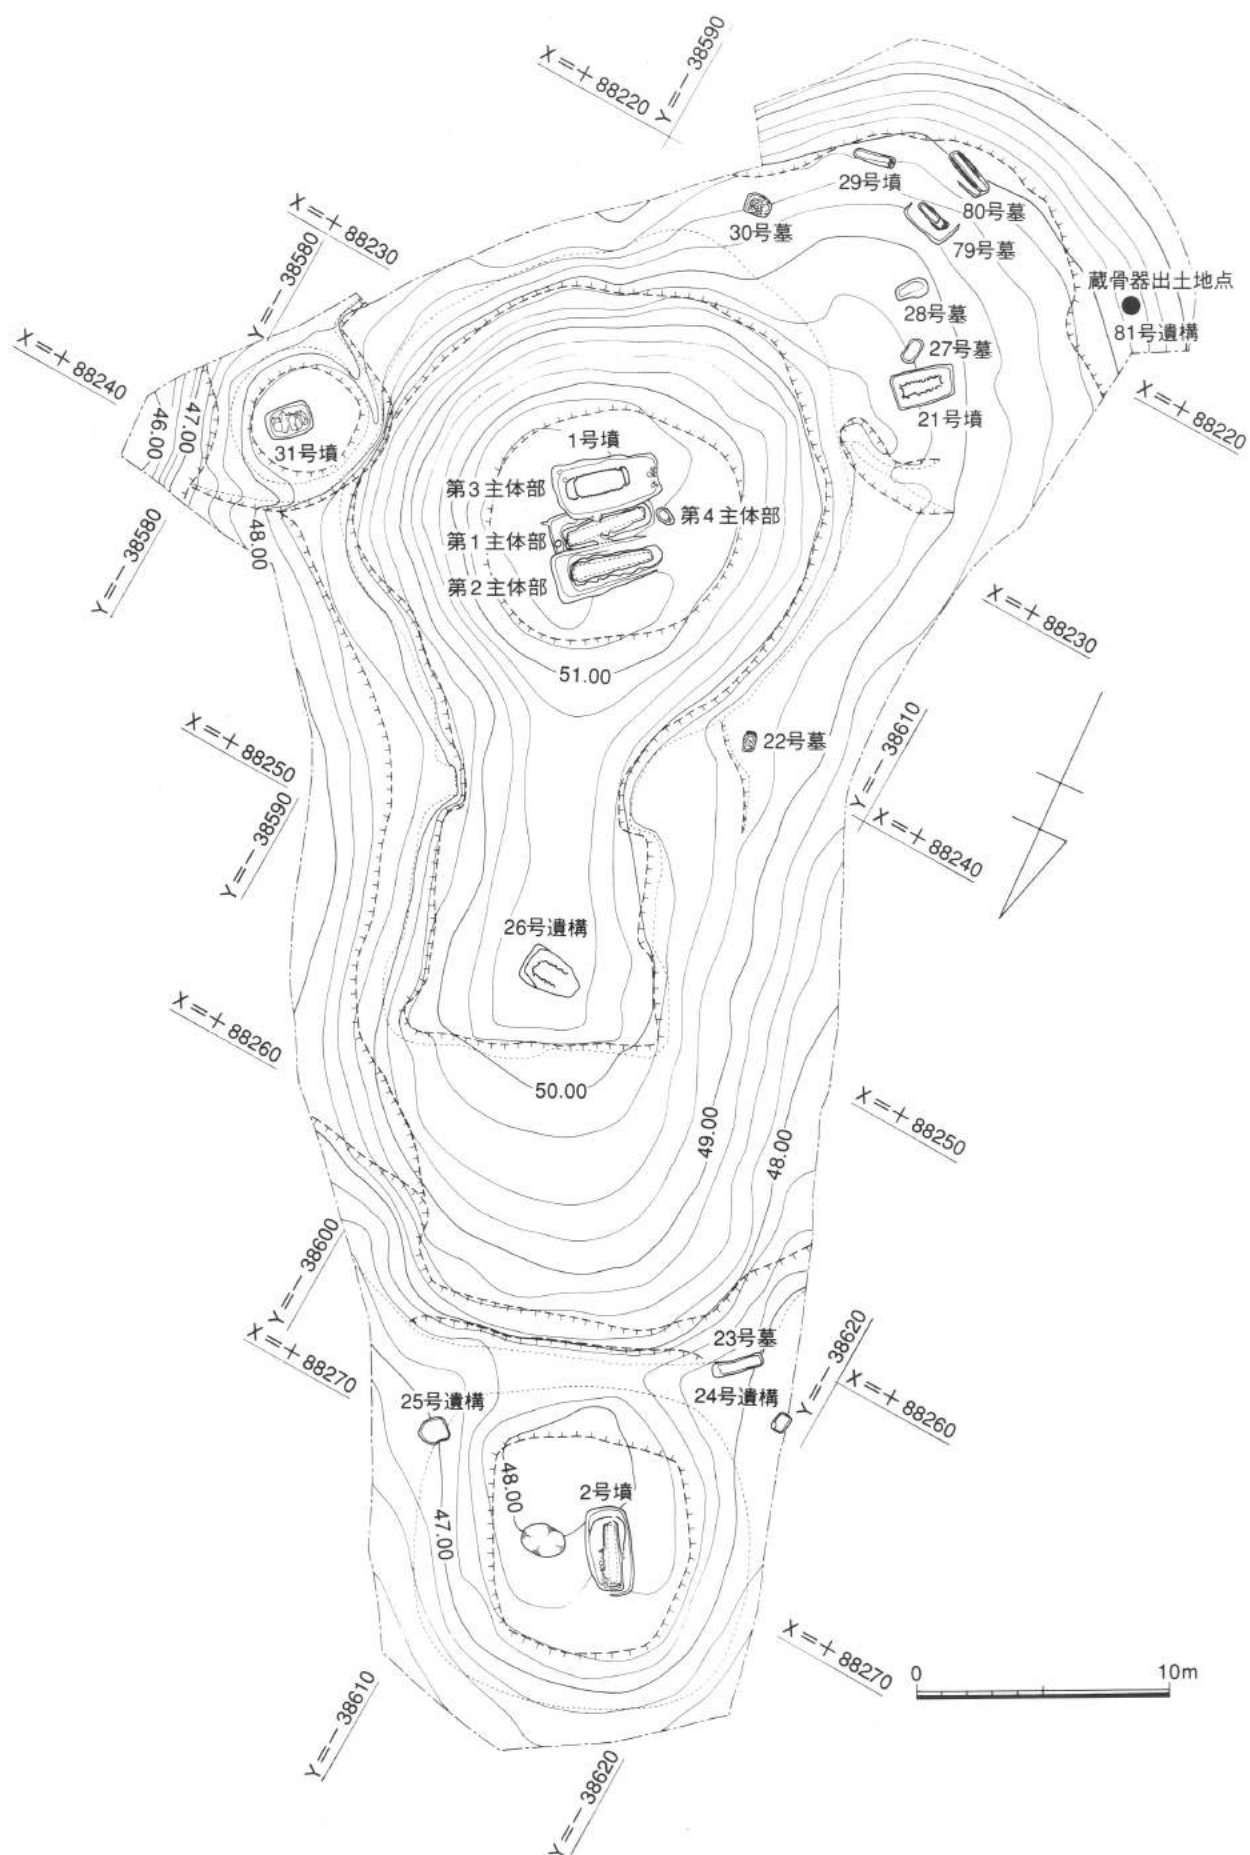 Y=−38590
X=+88220
29号墳
80号墓
30号墓
79号墓
X=+88230
Y=−38580
蔵骨器出土地点
81号遺構
28号墓
27号墓
X=+88240
21号墳
X=+88220
46.00
47.00
31号墳
1号墳
第3主体部
第4主体部
第1主体部
第2主体部
48.00
Y=−38580
X=+88230
51.00
X=+88250
22号墓
Y=−38610
Y=−38590
X=+88240
26号遺構
X=+88260
50.00
49.00
48.00
X=+88250
Y=−38600
X=+88270
23号墓
Y=−38620
25号遺構
24号遺構
X=+88260
48.00
2号墳
47.00
X=+88270
0
10m
Y=−38610
Y=−38620